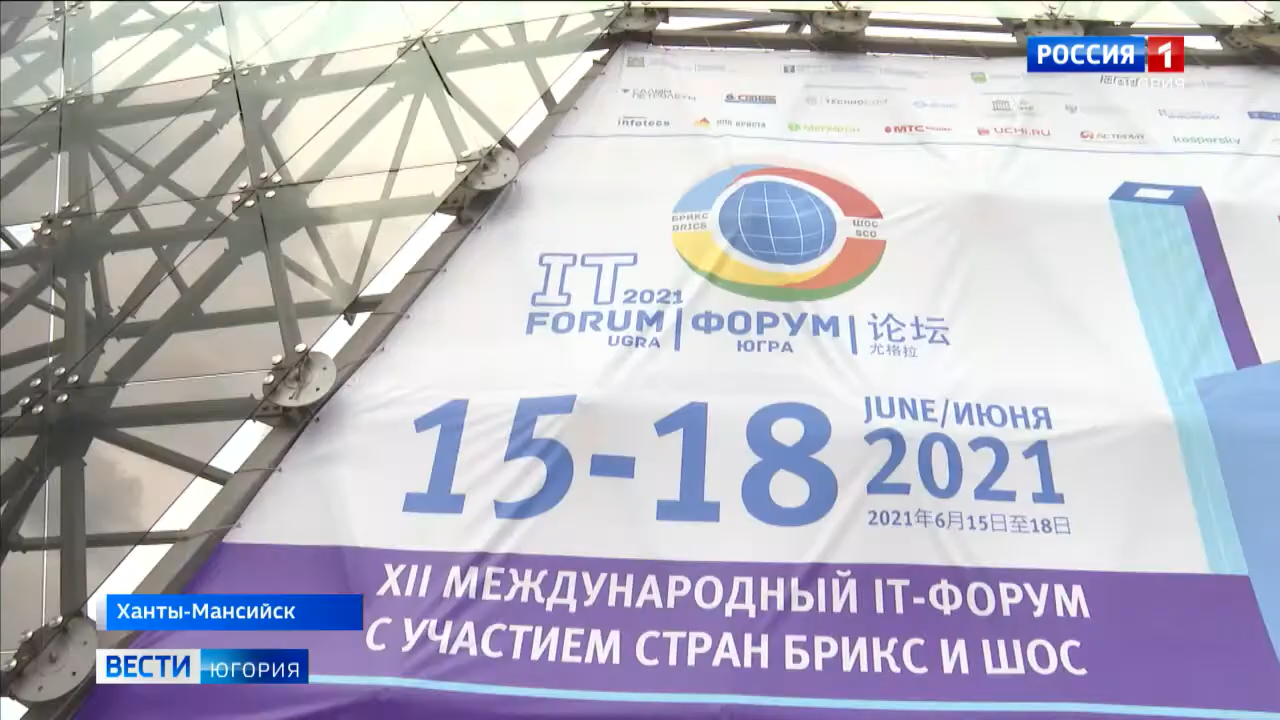 РОССИЯ 1
infotecs
МТС
UCHI.RU
kaspersky
БРИКС
BRICS
ШОС
SCO
IT 2021
FORUM | ФОРУМ | 论坛
UGRA ЮГРА 尤格拉
15-18 JUNE/ИЮНЯ
2021
2021年6月15日至18日
XII МЕЖДУНАРОДНЫЙ IT-ФОРУМ
С УЧАСТИЕМ СТРАН БРИКС И ШОС
Ханты-Мансийск
ВЕСТИ ЮГОРИЯ